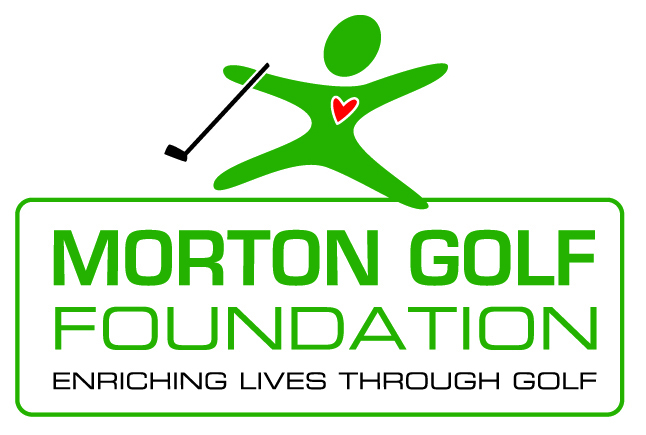 MORTON GOLF
FOUNDATION
ENRICHING LIVES THROUGH GOLF